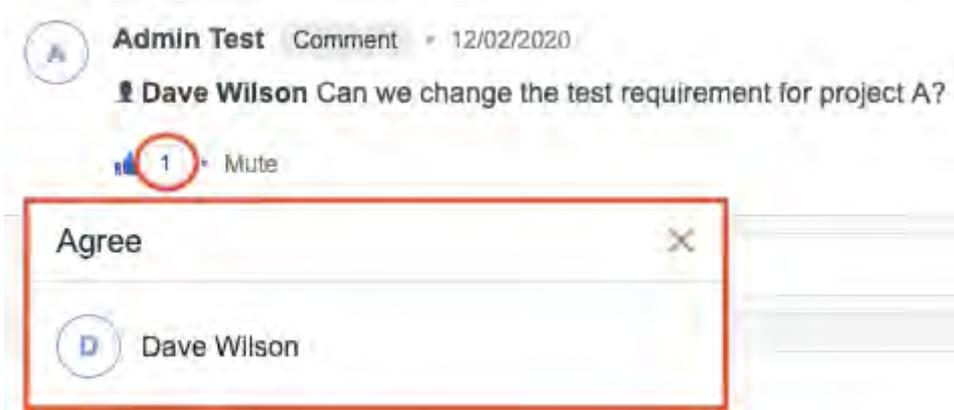 A
Admin Test Comment • 12/02/2020
Dave Wilson Can we change the test requirement for project A?
1 • Mute
Agree
D
Dave Wilson